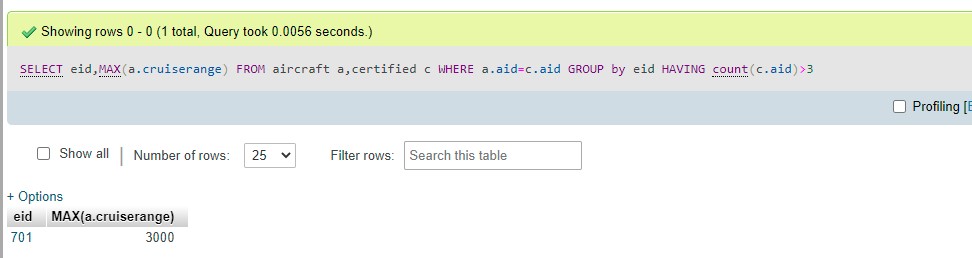 Showing rows 0 - 0 (1 total, Query took 0.0056 seconds.)
SELECT eid,MAX(a.cruiserange) FROM aircraft a,certified c WHERE a.aid=c.aid GROUP by eid HAVING count(c.aid)>3
Profiling [E
Show all | Number of rows: 25 Filter rows: Search this table
+ Options
eid MAX(a.cruiserange)
701 3000